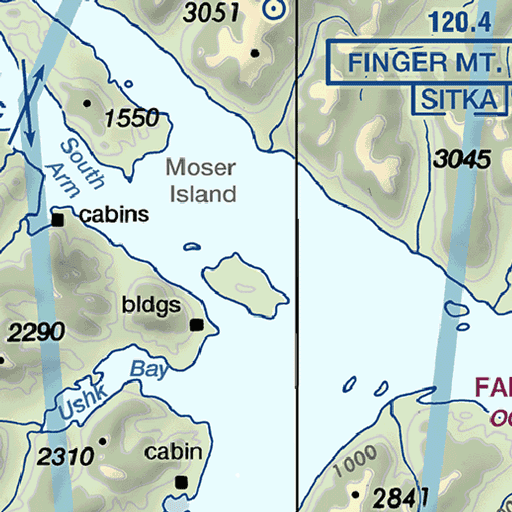 3051
120.4
FINGER MT.
SITKA
1550
3045
South
Arm
Moser
Island
cabins
bldgs
2290
Ushk
Bay
2310
cabin
1000
2841